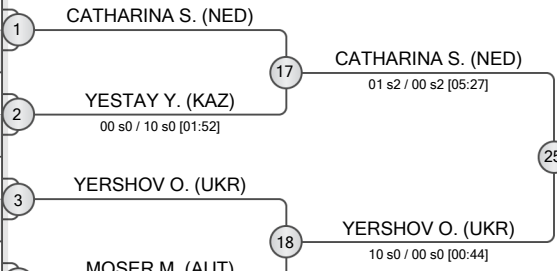 CATHARINA S. (NED)
1
17
CATHARINA S. (NED)
01 s2 / 00 s2 [05:27]
2
YESTAY Y. (KAZ)
00 s0 / 10 s0 [01:52]
25
3
YERSHOV O. (UKR)
18
YERSHOV O. (UKR)
10 s0 / 00 s0 [00:44]
MOSER M. (AUT)